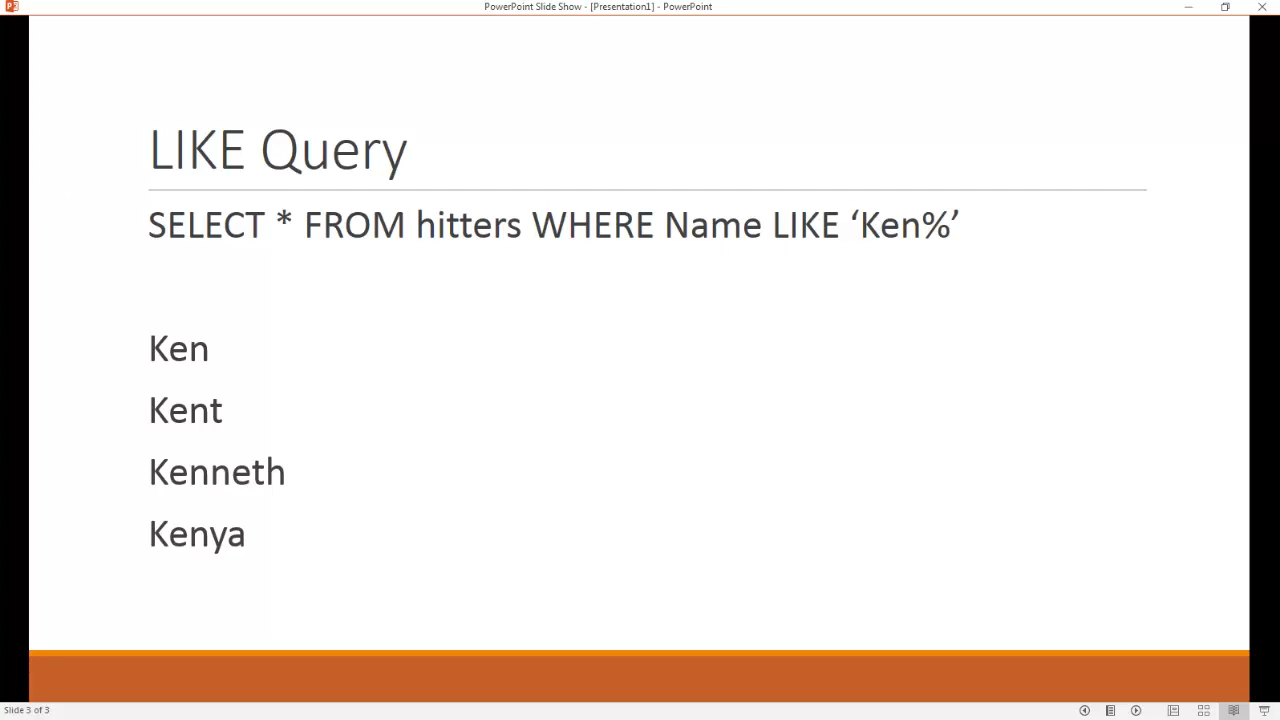 PowerPoint Slide Show - [Presentation1] - PowerPoint
LIKE Query
SELECT * FROM hitters WHERE Name LIKE ‘Ken%’
Ken
Kent
Kenneth
Kenya
Slide 3 of 3